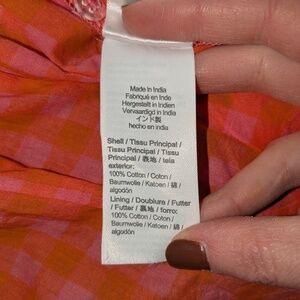 Made in India
Fabriqué en Inde
Hergestellt in Indien
Vervaardigd in India
インド製
hecho en india
Shell / Tissu Principal /
Tissu Principal / Tissu
Principal / 表地 / tela
exterior:
100% Cotton / Coton /
Baumwolle / Katoen / 綿 /
algodón
Lining / Doublure / Futter
/ Futter / 裏地 / forro:
100% Cotton / Coton /
Baumwolle / Katoen / 綿 /
algodón